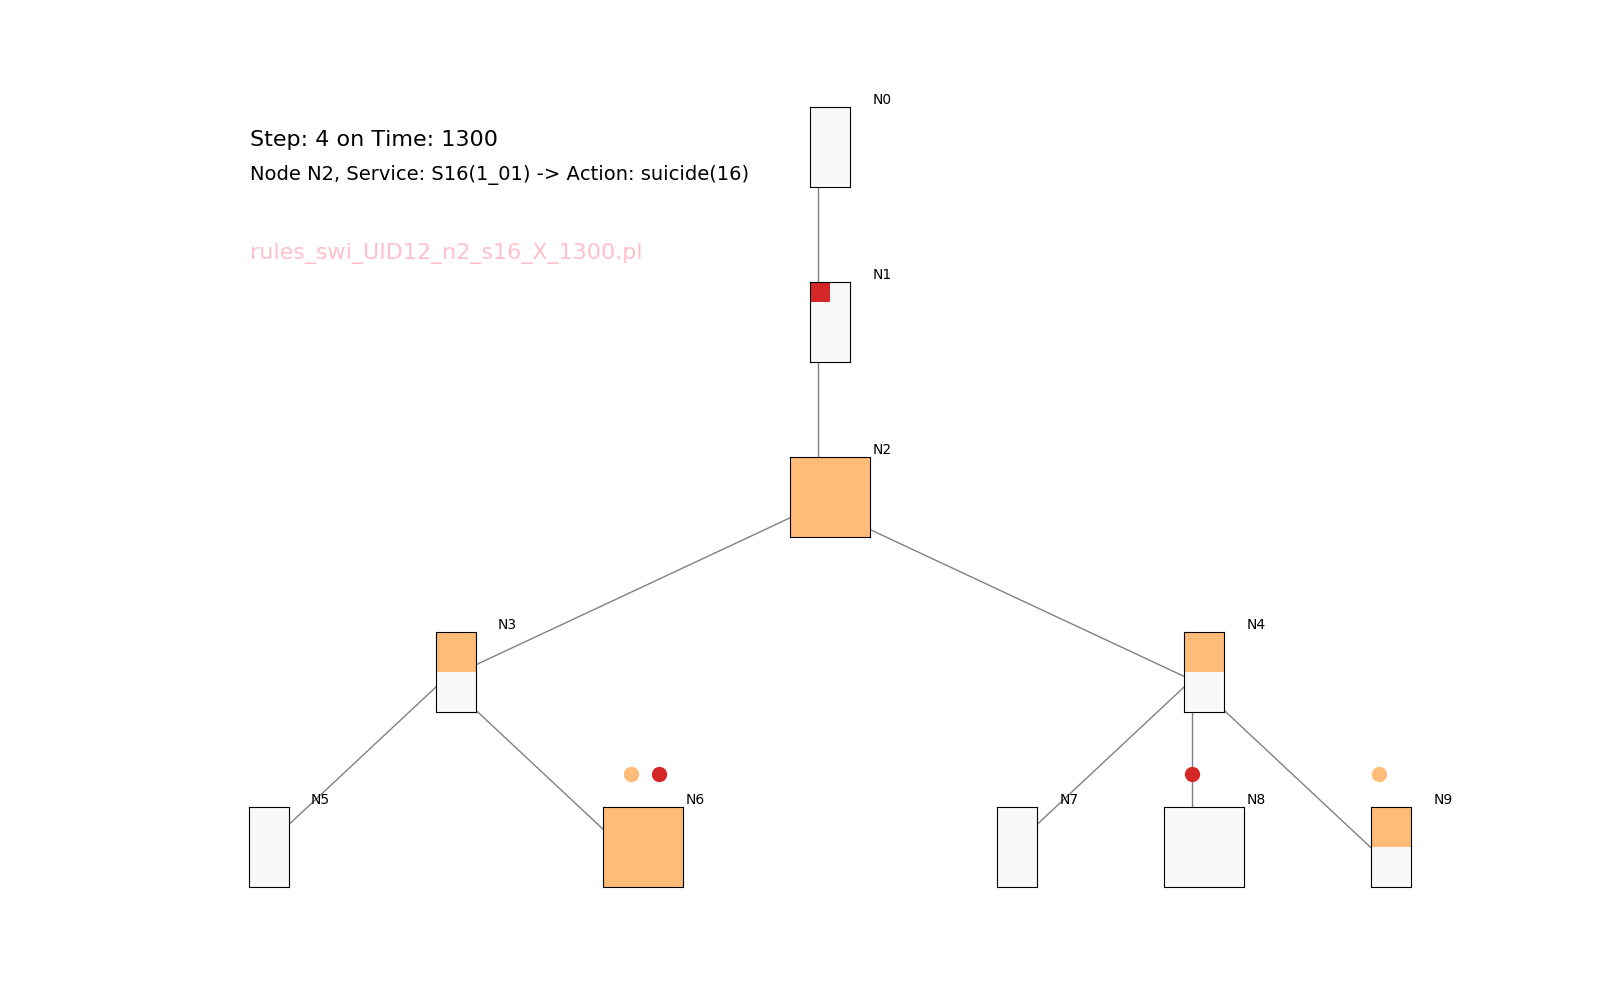 N0
Step: 4 on Time: 1300
Node N2, Service: S16(1_01) -> Action: suicide(16)
rules_swi_UID12_n2_s16_X_1300.pl
N1
N2
N3
N4
N5
N6
N7
N8
N9